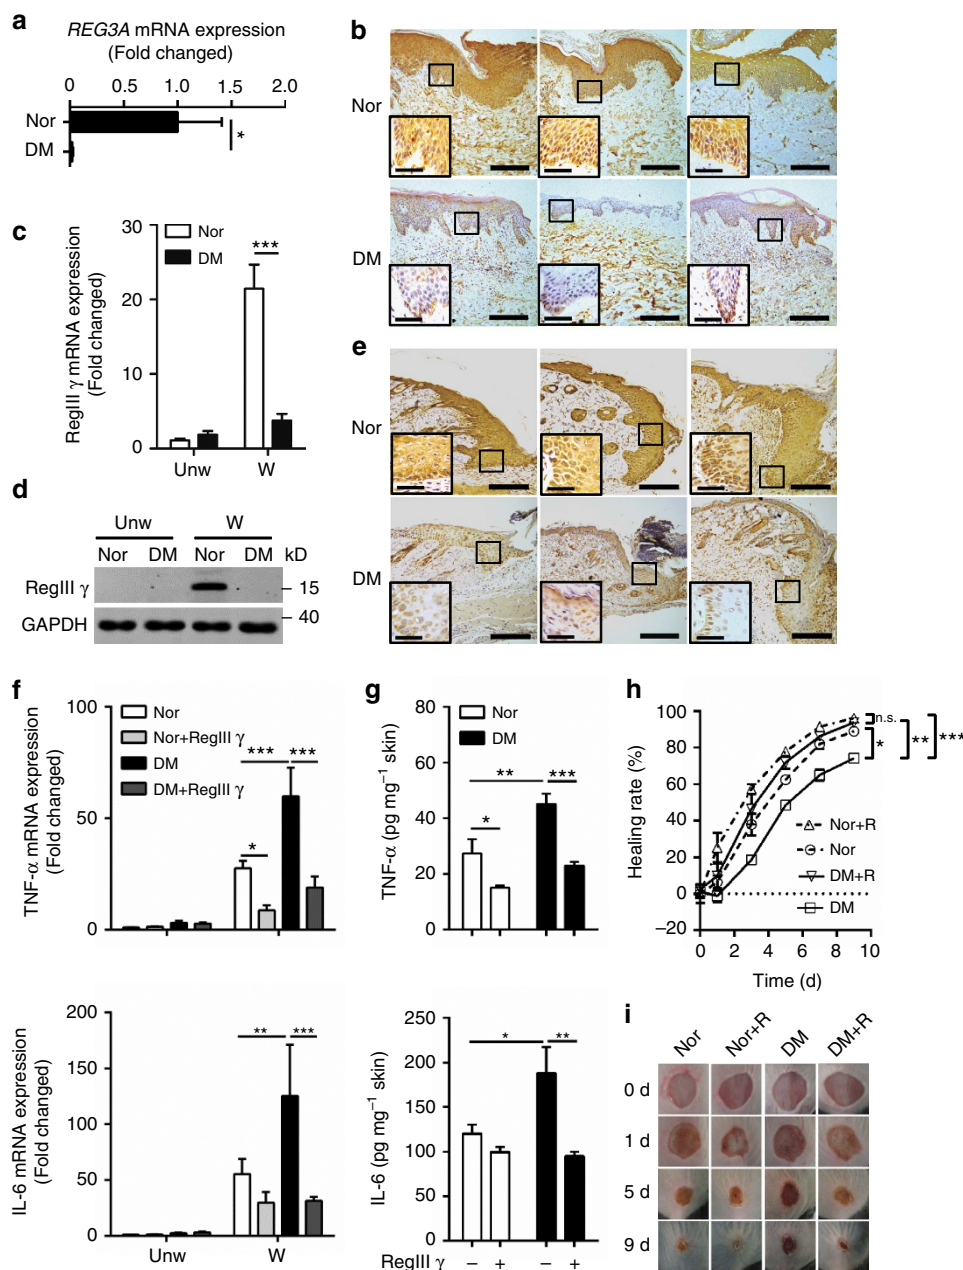 a
REG3A mRNA expression
(Fold changed)
0 0.5 1.0 1.5 2.0
Nor
DM
*
b
Nor
DM
c
RegIII γ mRNA expression
(Fold changed)
30
20
10
0
Nor
DM
***
Unw W
d
Unw W
Nor DM Nor DM kD
RegIII γ
15
GAPDH
40
e
Nor
DM
f
TNF-α mRNA expression
(Fold changed)
100
50
0
Nor
Nor+RegIII γ
DM
DM+RegIII γ
*** ***
*
IL-6 mRNA expression
(Fold changed)
200
150
100
50
0
** ***
Unw W
g
TNF-α (pg mg−1 skin)
80
60
40
20
0
Nor
DM
** ***
*
IL-6 (pg mg−1 skin)
250
200
150
100
50
0
* **
RegIII γ – + – +
h
Healing rate (%)
100
80
60
40
20
0
–20
n.s.
* ** ***
Nor+R
Nor
DM+R
DM
0 2 4 6 8 10
Time (d)
i
Nor Nor+R DM DM+R
0 d
1 d
5 d
9 d